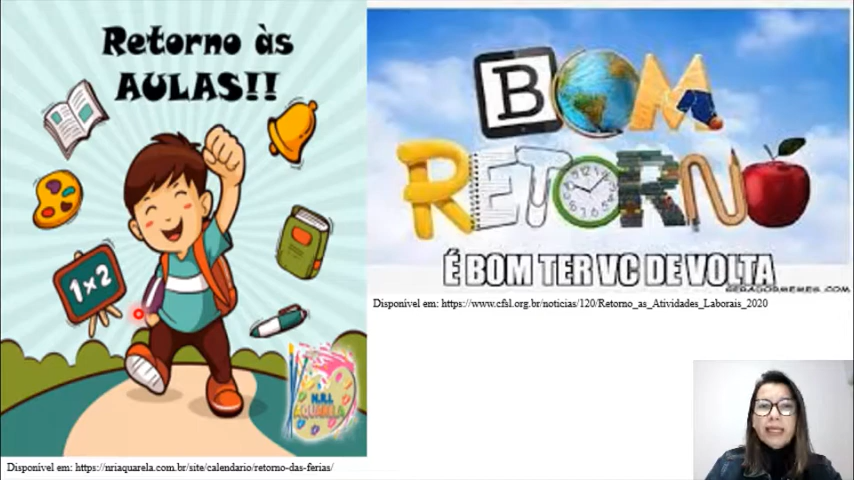 Retorno às
AULAS!!
1x2
N.R.I.
AQUARELA
Disponível em: https://nriaquarela.com.br/site/calendario/retorno-das-ferias/
BOM
RETORNO
É BOM TER VC DE VOLTA
GERADORMEMES.COM
Disponível em: https://www.cfsl.org.br/noticias/120/Retorno_as_Atividades_Laborais_2020